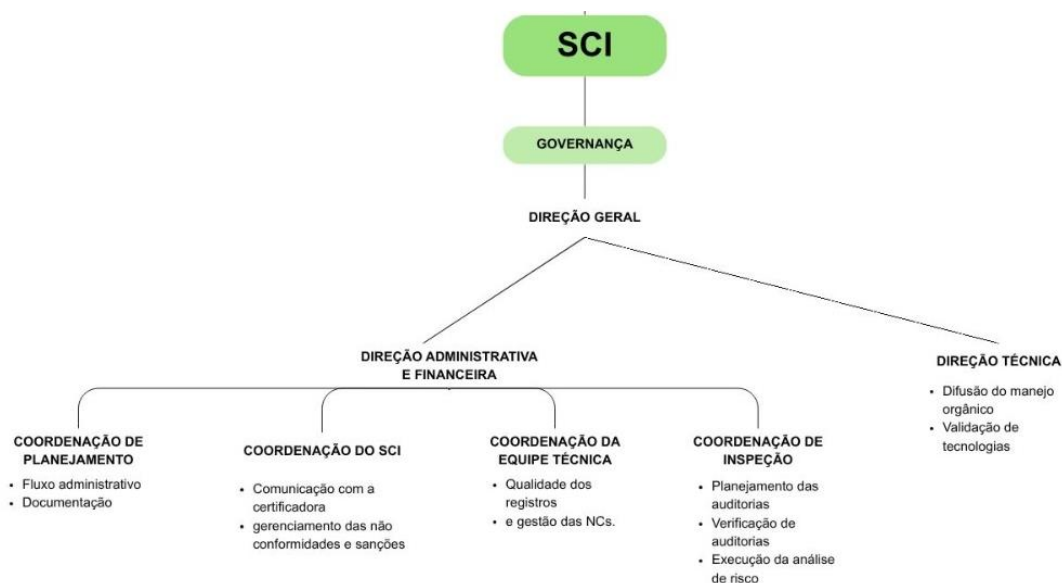 SCI
GOVERNANÇA
DIREÇÃO GERAL
DIREÇÃO ADMINISTRATIVA
E FINANCEIRA
DIREÇÃO TÉCNICA
• Difusão do manejo
orgânico
• Validação de
tecnologias
COORDENAÇÃO DE
PLANEJAMENTO
• Fluxo administrativo
• Documentação
COORDENAÇÃO DO SCI
• Comunicação com a
certificadora
• gerenciamento das não
conformidades e sanções
COORDENAÇÃO DA
EQUIPE TÉCNICA
• Qualidade dos
registros
• e gestão das NCs.
COORDENAÇÃO DE
INSPEÇÃO
• Planejamento das
auditorias
• Verificação de
auditorias
• Execução da análise
de risco